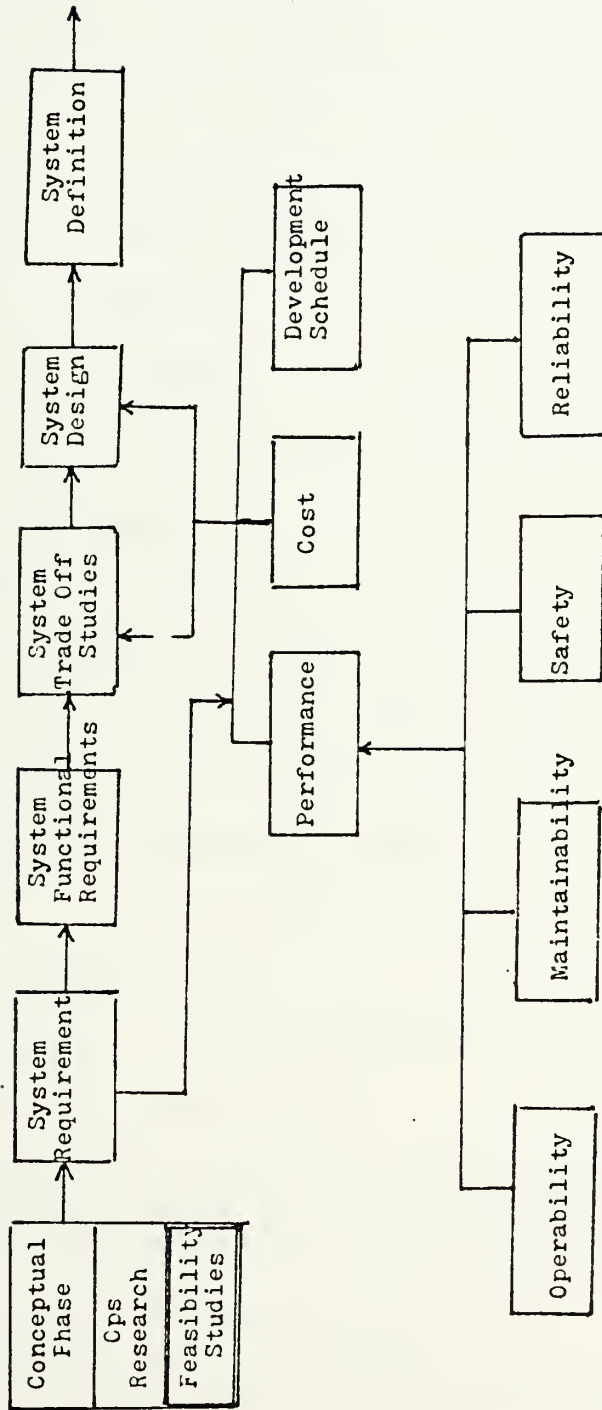 Conceptual
Phase
Cps
Research
Feasibility
Studies
System
Requirement
System
Functional
Requirements
System
Trade Off
Studies
System
Design
System
Definition
Performance
Cost
Development
Schedule
Operability
Maintainability
Safety
Reliability